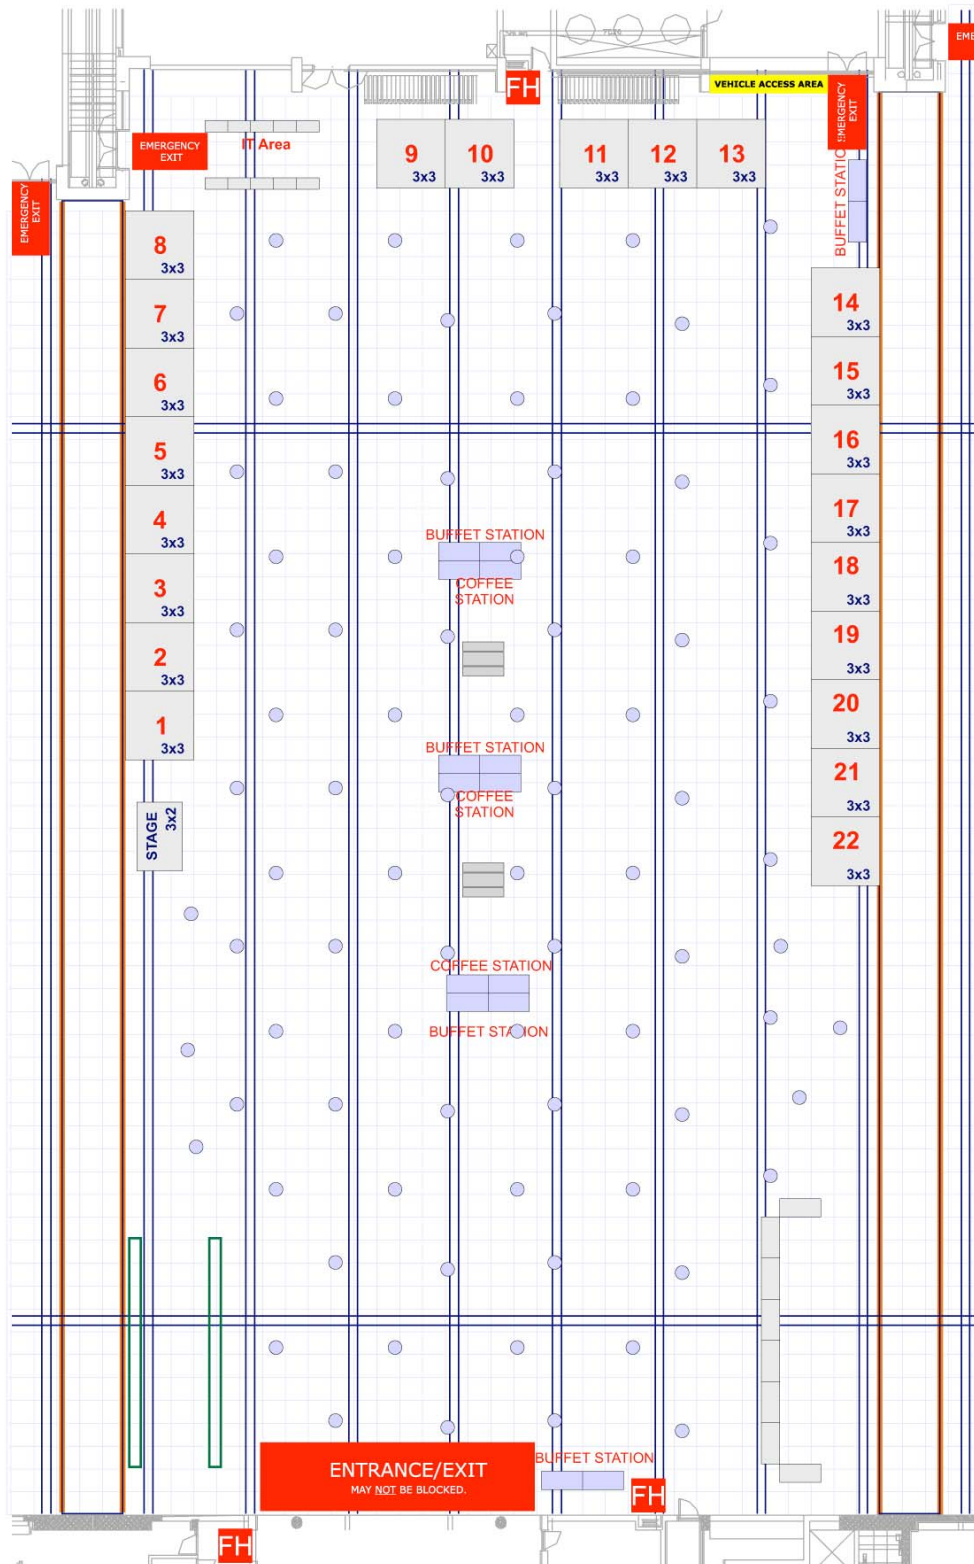 EME
FH
VEHICLE ACCESS AREA
EMERGENCY
EXIT
EMERGENCY
EXIT
IT Area
9
3x3
10
3x3
11
3x3
12
3x3
13
3x3
BUFFET STATION
EMERGENCY
EXIT
8
3x3
7
3x3
6
3x3
5
3x3
4
3x3
3
3x3
2
3x3
1
3x3
STAGE
3x2
14
3x3
15
3x3
16
3x3
17
3x3
18
3x3
19
3x3
20
3x3
21
3x3
22
3x3
BUFFET STATION
COFFEE
STATION
BUFFET STATION
COFFEE
STATION
COFFEE STATION
BUFFET STATION
ENTRANCE/EXIT
MAY NOT BE BLOCKED.
BUFFET STATION
FH
FH